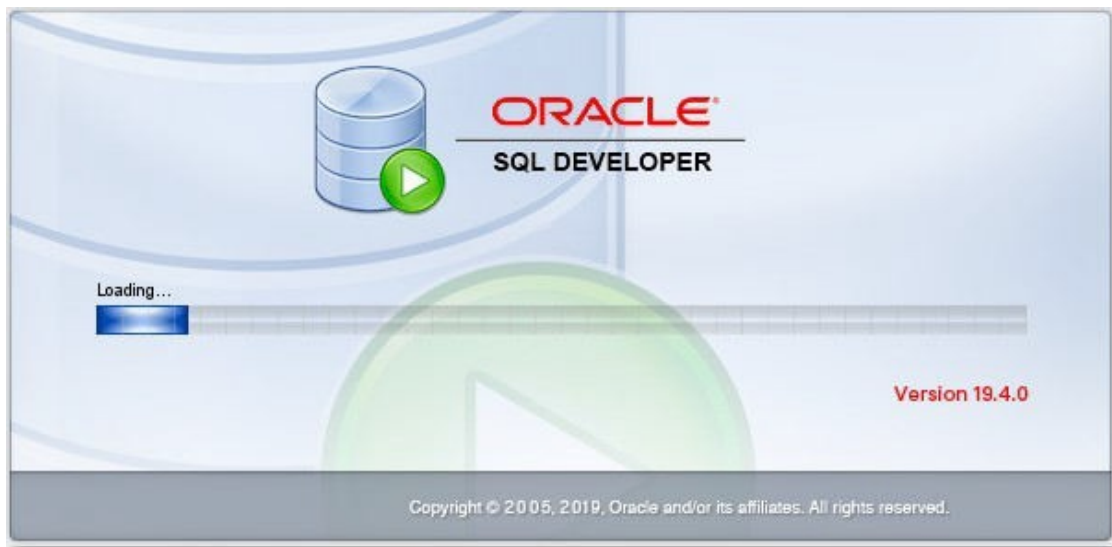 ORACLE®
SQL DEVELOPER
Loading...
Version 19.4.0
Copyright © 2005, 2019, Oracle and/or its affiliates. All rights reserved.